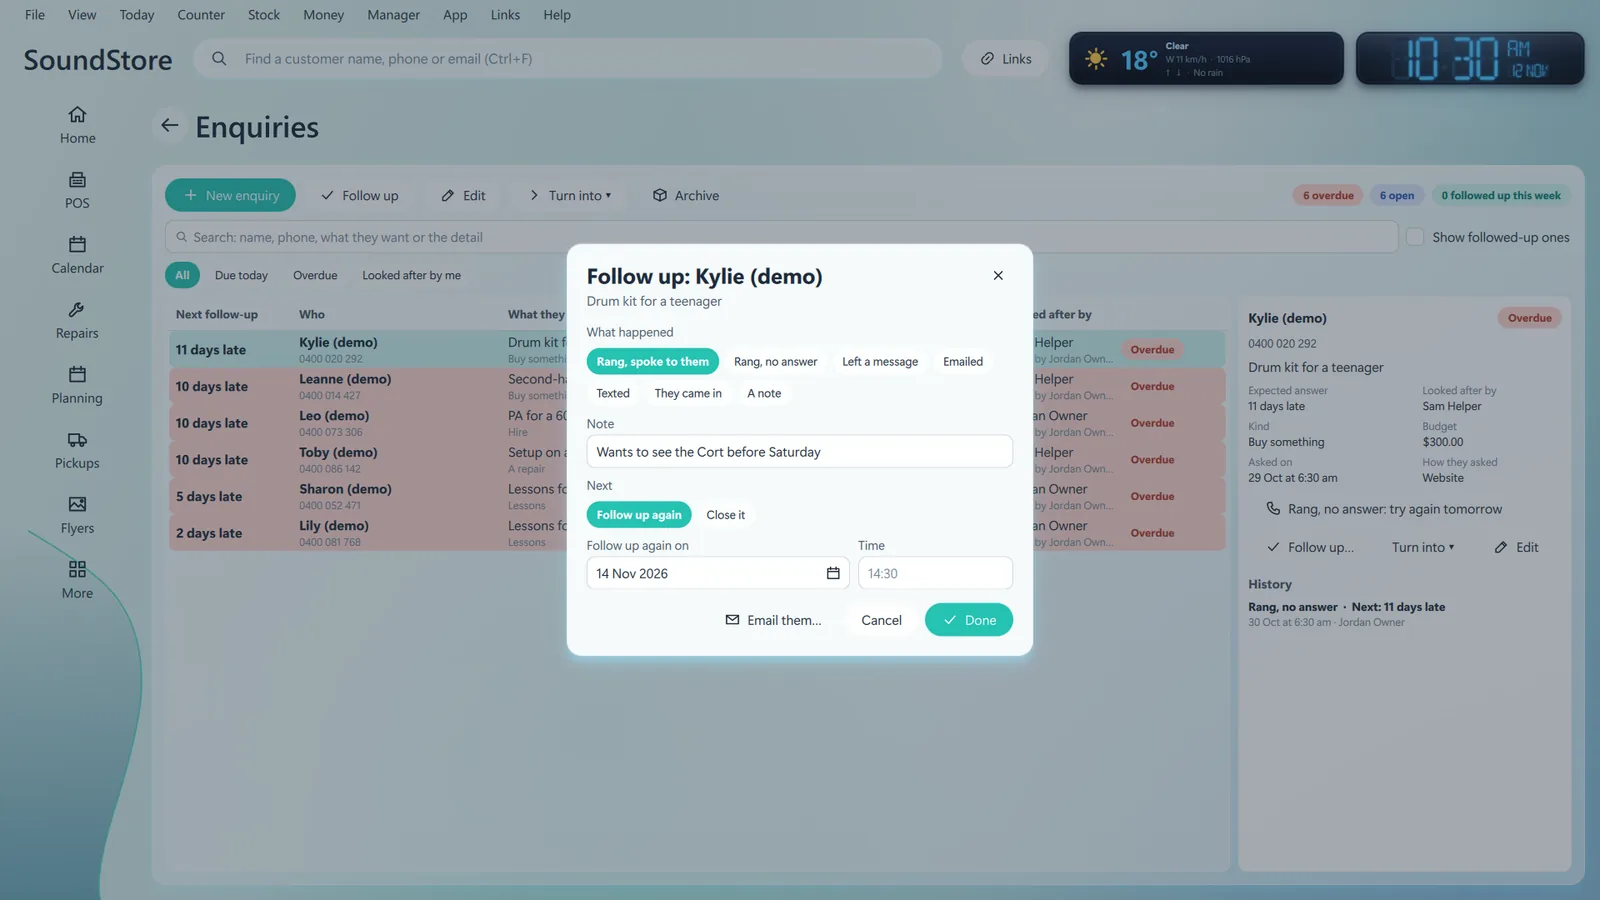 File View Today Counter Stock Money Manager App Links Help
SoundStore
Find a customer name, phone or email (Ctrl+F)
Links
18°
Clear
W 11 km/h · 1016 hPa
↑ ↓ · No rain
10:30 AM
12 NOV
Home
POS
Calendar
Repairs
Planning
Pickups
Flyers
More
← Enquiries
+ New enquiry
Follow up
Edit
Turn into ▾
Archive
6 overdue
6 open
0 followed up this week
Search: name, phone, what they want or the detail
Show followed-up ones
All
Due today
Overdue
Looked after by me
Next follow-up Who What they ed after by
11 days late Kylie (demo) Drum kit f Helper Overdue
0400 020 292 Buy somethi by Jordan Own...
10 days late Leanne (demo) Second-ha Helper Overdue
0400 014 427 Buy somethi by Jordan Own...
10 days late Leo (demo) PA for a 60 an Owner Overdue
0400 073 306 Hire by Jordan Own...
10 days late Toby (demo) Setup on a Helper Overdue
0400 086 142 A repair by Jordan Own...
5 days late Sharon (demo) Lessons fo an Owner Overdue
0400 052 471 Lessons by Jordan Own...
2 days late Lily (demo) Lessons fo an Owner Overdue
0400 081 768 Lessons by Jordan Own...
Follow up: Kylie (demo)
Drum kit for a teenager
What happened
Rang, spoke to them
Rang, no answer
Left a message
Emailed
Texted
They came in
A note
Note
Wants to see the Cort before Saturday
Next
Follow up again
Close it
Follow up again on Time
14 Nov 2026 14:30
Email them...
Cancel
Done
Kylie (demo) Overdue
0400 020 292
Drum kit for a teenager
Expected answer Looked after by
11 days late Sam Helper
Kind Budget
Buy something $300.00
Asked on How they asked
29 Oct at 6:30 am Website
Rang, no answer: try again tomorrow
Follow up... Turn into ▾ Edit
History
Rang, no answer · Next: 11 days late
30 Oct at 6:30 am · Jordan Owner